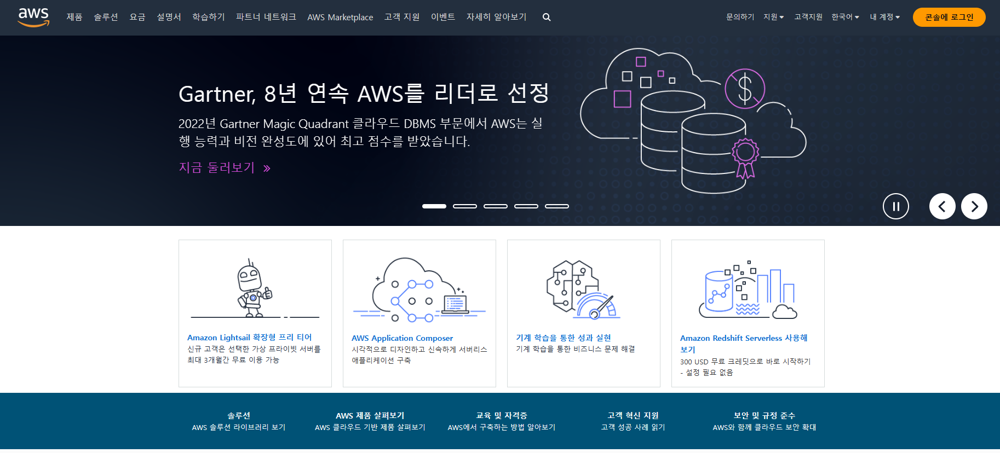 aws
제품 솔루션 요금 설명서 학습하기 파트너 네트워크 AWS Marketplace 고객 지원 이벤트 자세히 알아보기
문의하기 지원 고객지원 한국어 내 계정 콘솔에 로그인
Gartner, 8년 연속 AWS를 리더로 선정
2022년 Gartner Magic Quadrant 클라우드 DBMS 부문에서 AWS는 실
행 능력과 비전 완성도에 있어 최고 점수를 받았습니다.
지금 둘러보기 »
$
Amazon Lightsail 확장형 프리 티어
신규 고객은 선택한 가상 프라이빗 서버를
최대 3개월간 무료 이용 가능
AWS Application Composer
시각적으로 디자인하고 신속하게 서버리스
애플리케이션 구축
기계 학습을 통한 성과 실현
기계 학습을 통한 비즈니스 문제 해결
Amazon Redshift Serverless 사용해
보기
300 USD 무료 크레딧으로 바로 시작하기
- 설정 필요 없음
솔루션
AWS 솔루션 라이브러리 보기
AWS 제품 살펴보기
AWS 클라우드 기반 제품 살펴보기
교육 및 자격증
AWS에서 구축하는 방법 알아보기
고객 혁신 지원
고객 성공 사례 읽기
보안 및 규정 준수
AWS와 함께 클라우드 보안 확대